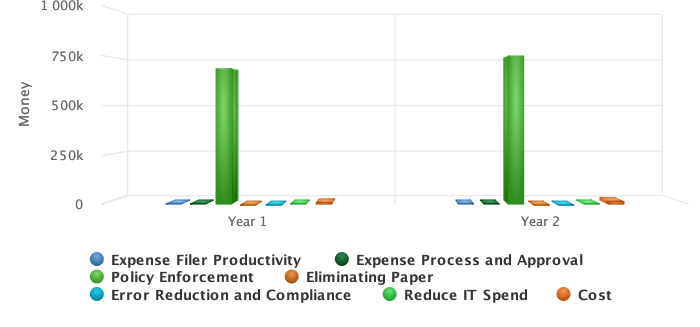 1 000k
750k
500k
250k
0
Money
Year 1
Year 2
Expense Filer Productivity
Expense Process and Approval
Policy Enforcement
Eliminating Paper
Error Reduction and Compliance
Reduce IT Spend
Cost